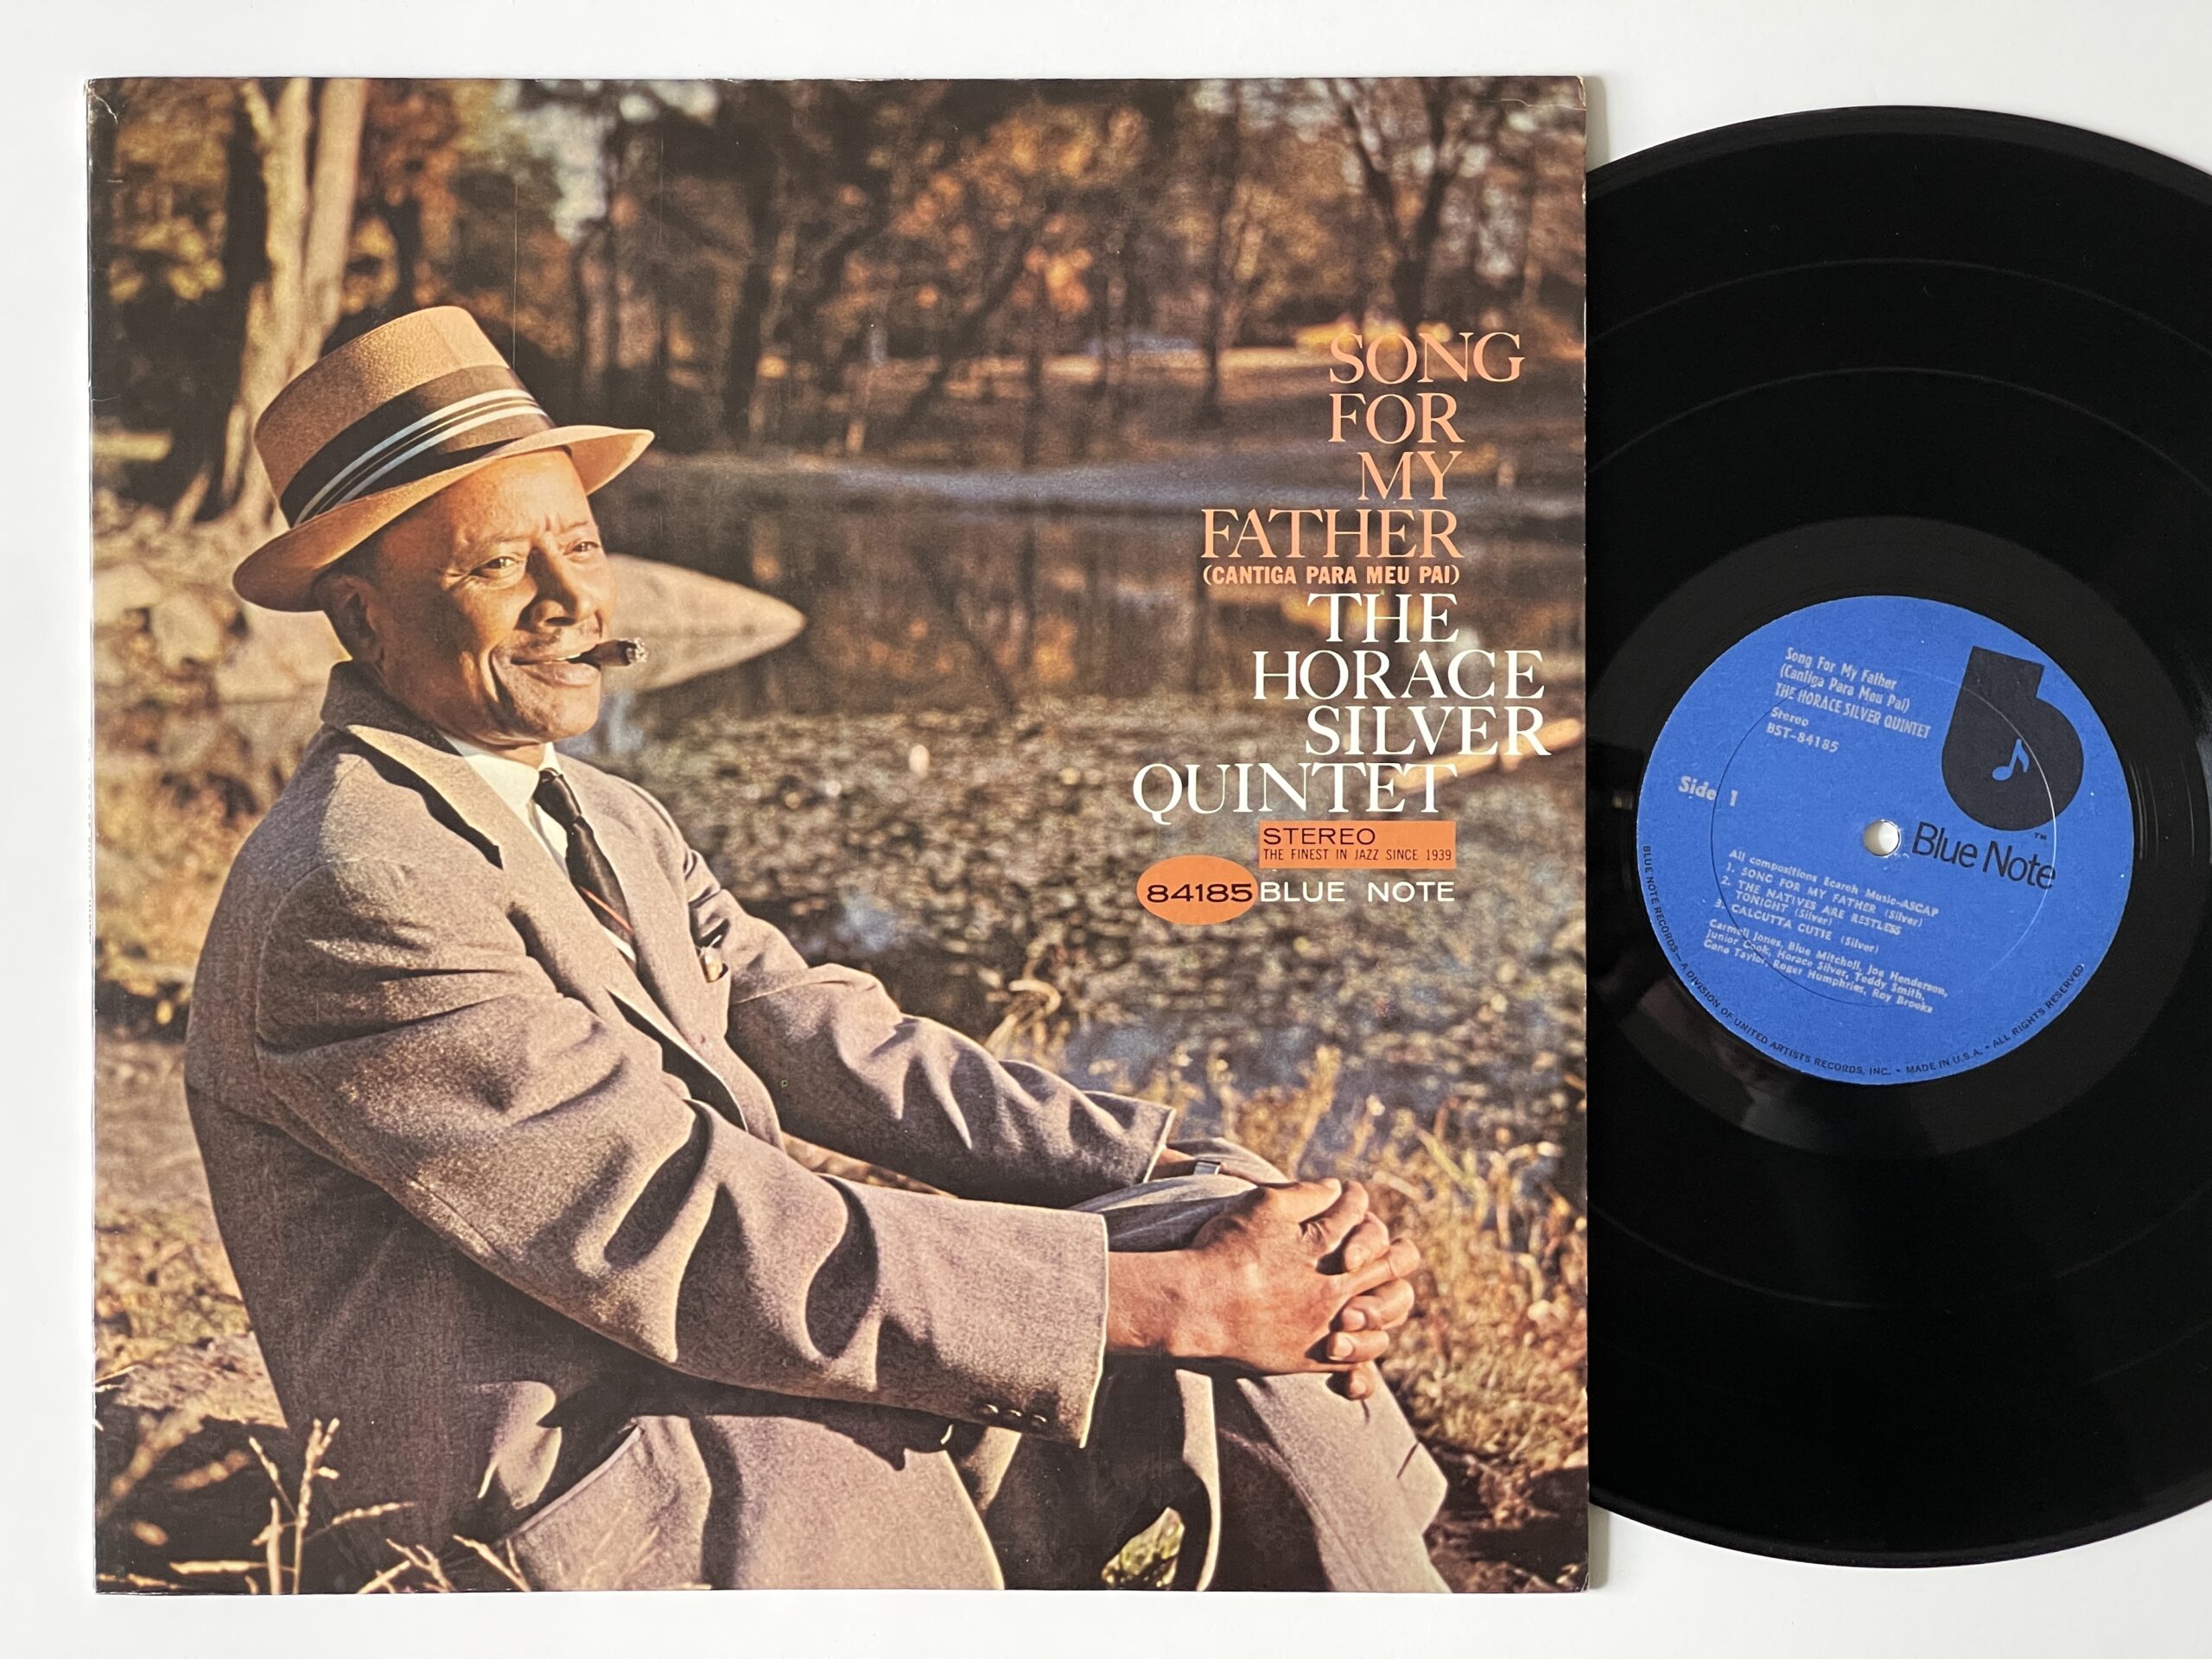 SONG
FOR
MY
FATHER
(CANTIGA PARA MEU PAI)
THE
HORACE
SILVER
QUINTET
STEREO
THE FINEST IN JAZZ SINCE 1939
84185 BLUE NOTE
Song For My Father
(Cantiga Para Meu Pai)
THE HORACE SILVER QUINTET
Stereo
BST-84185
Side 1
Blue Note
TM
All compositions Ecaroh Music-ASCAP
1. SONG FOR MY FATHER (Silver)
2. THE NATIVES ARE RESTLESS
TONIGHT (Silver)
3. CALCUTTA CUTIE (Silver)
Carmell Jones, Blue Mitchell, Joe Henderson,
Junior Cook, Horace Silver, Teddy Smith,
Gene Taylor, Roger Humphries, Roy Brooks
BLUE NOTE RECORDS—A DIVISION OF UNITED ARTISTS RECORDS, INC. • MADE IN U.S.A. • ALL RIGHTS RESERVED